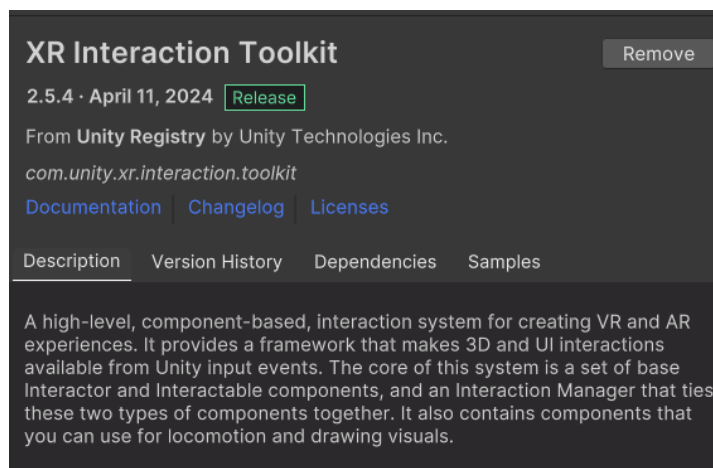 XR Interaction Toolkit
Remove
2.5.4 · April 11, 2024 Release
From Unity Registry by Unity Technologies Inc.
com.unity.xr.interaction.toolkit
Documentation Changelog Licenses
Description Version History Dependencies Samples
A high-level, component-based, interaction system for creating VR and AR
experiences. It provides a framework that makes 3D and UI interactions
available from Unity input events. The core of this system is a set of base
Interactor and Interactable components, and an Interaction Manager that ties
these two types of components together. It also contains components that
you can use for locomotion and drawing visuals.